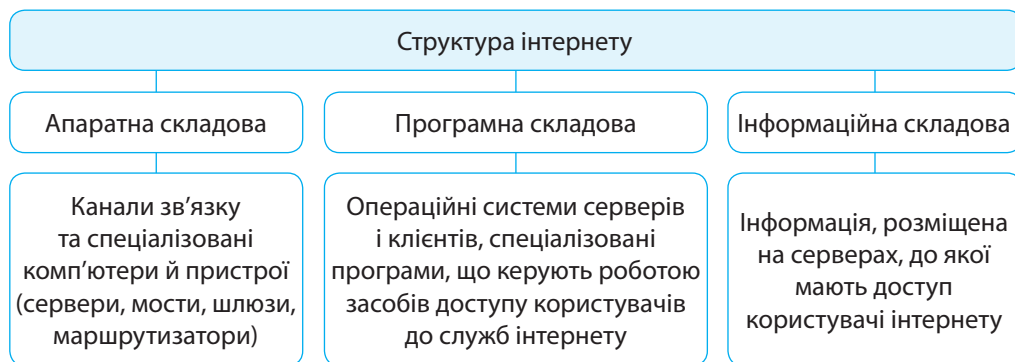 Структура інтернету
Апаратна складова
Програмна складова
Інформаційна складова
Канали зв’язку
та спеціалізовані
комп’ютери й пристрої
(сервери, мости, шлюзи,
маршрутизатори)
Операційні системи серверів
і клієнтів, спеціалізовані
програми, що керують роботою
засобів доступу користувачів
до служб інтернету
Інформація, розміщена
на серверах, до якої
мають доступ
користувачі інтернету